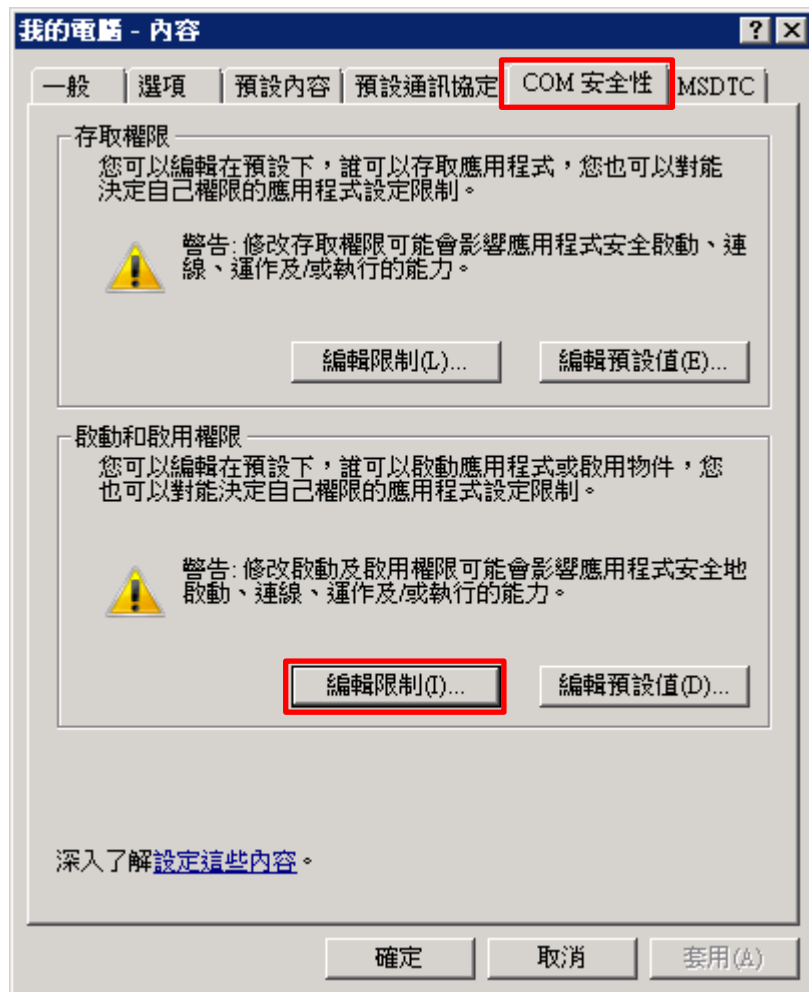 我的電腦 - 內容
一般 選項 預設內容 預設通訊協定 COM 安全性 MSDTC
存取權限
您可以編輯在預設下，誰可以存取應用程式，您也可以對能
決定自己權限的應用程式設定限制。
警告: 修改存取權限可能會影響應用程式安全啟動、連
線、運作及/或執行的能力。
編輯限制(L)... 編輯預設值(E)...
啟動和啟用權限
您可以編輯在預設下，誰可以啟動應用程式或啟用物件，您
也可以對能決定自己權限的應用程式設定限制。
警告: 修改啟動及啟用權限可能會影響應用程式安全地
啟動、連線、運作及/或執行的能力。
編輯限制(I)... 編輯預設值(D)...
深入了解設定這些內容。
確定 取消 套用(A)